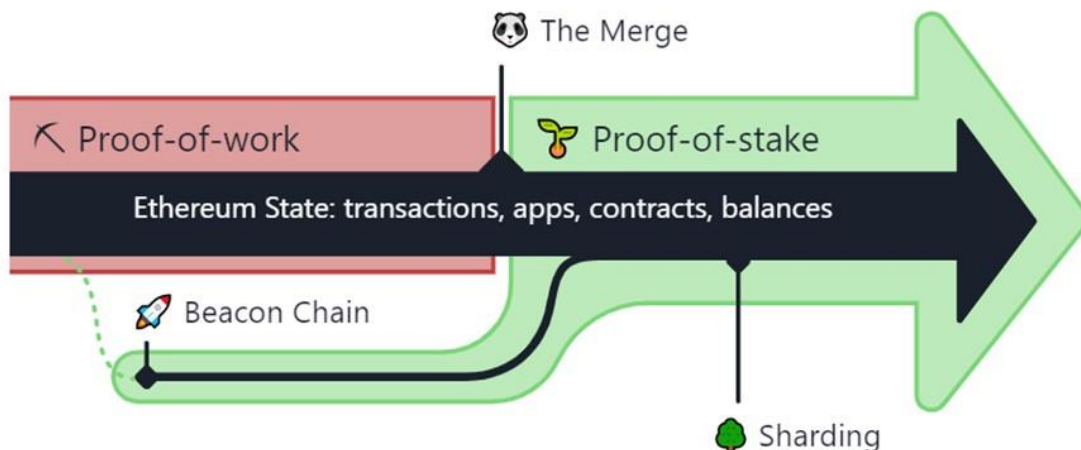 The Merge
Proof-of-work
Proof-of-stake
Ethereum State: transactions, apps, contracts, balances
Beacon Chain
Sharding